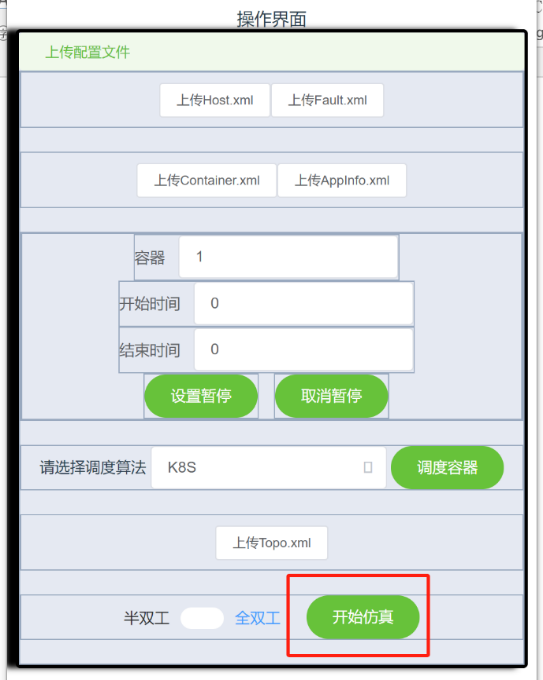 操作界面
上传配置文件
上传Host.xml 上传Fault.xml
上传Container.xml 上传AppInfo.xml
容器 1
开始时间 0
结束时间 0
设置暂停 取消暂停
请选择调度算法 K8S 调度容器
上传Topo.xml
半双工 全双工 开始仿真